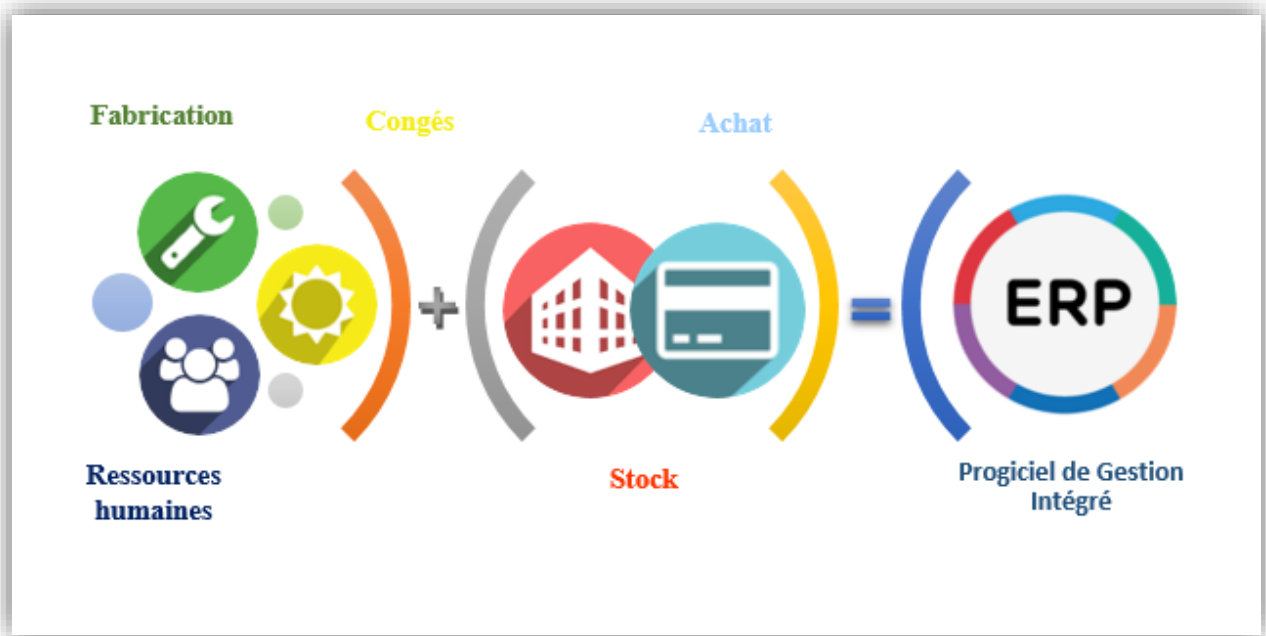 Fabrication
Congés
Achat
+
=
ERP
Ressources
humaines
Stock
Progiciel de Gestion
Intégré